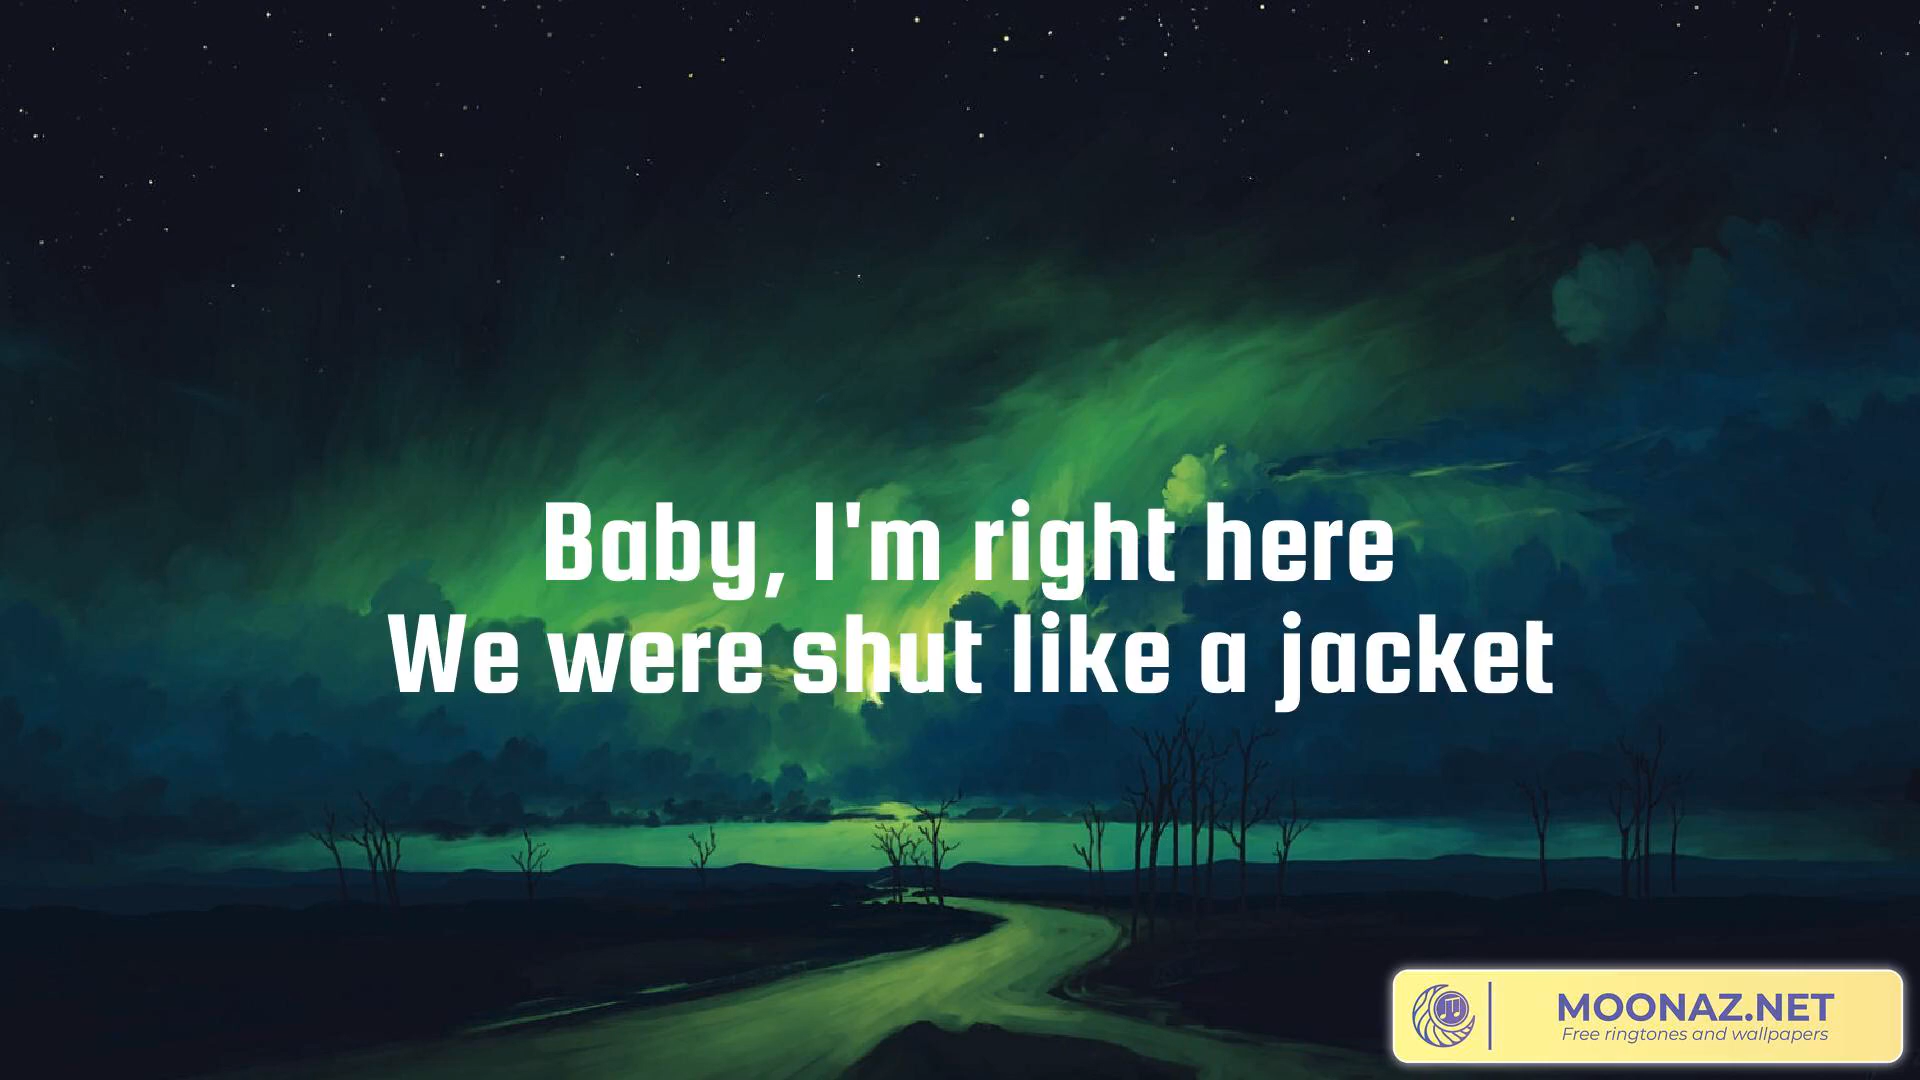 Baby, I'm right here
We were shut like a jacket
MOONAZ.NET
Free ringtones and wallpapers